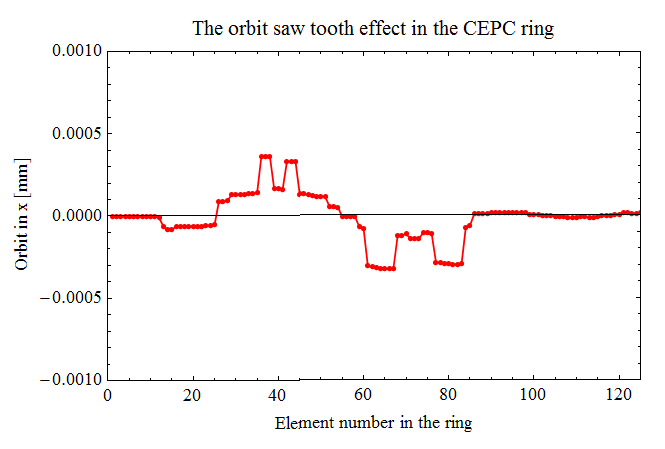 The orbit saw tooth effect in the CEPC ring
0.0010
0.0005
0.0000
−0.0005
−0.0010
Orbit in x [mm]
0 20 40 60 80 100 120
Element number in the ring